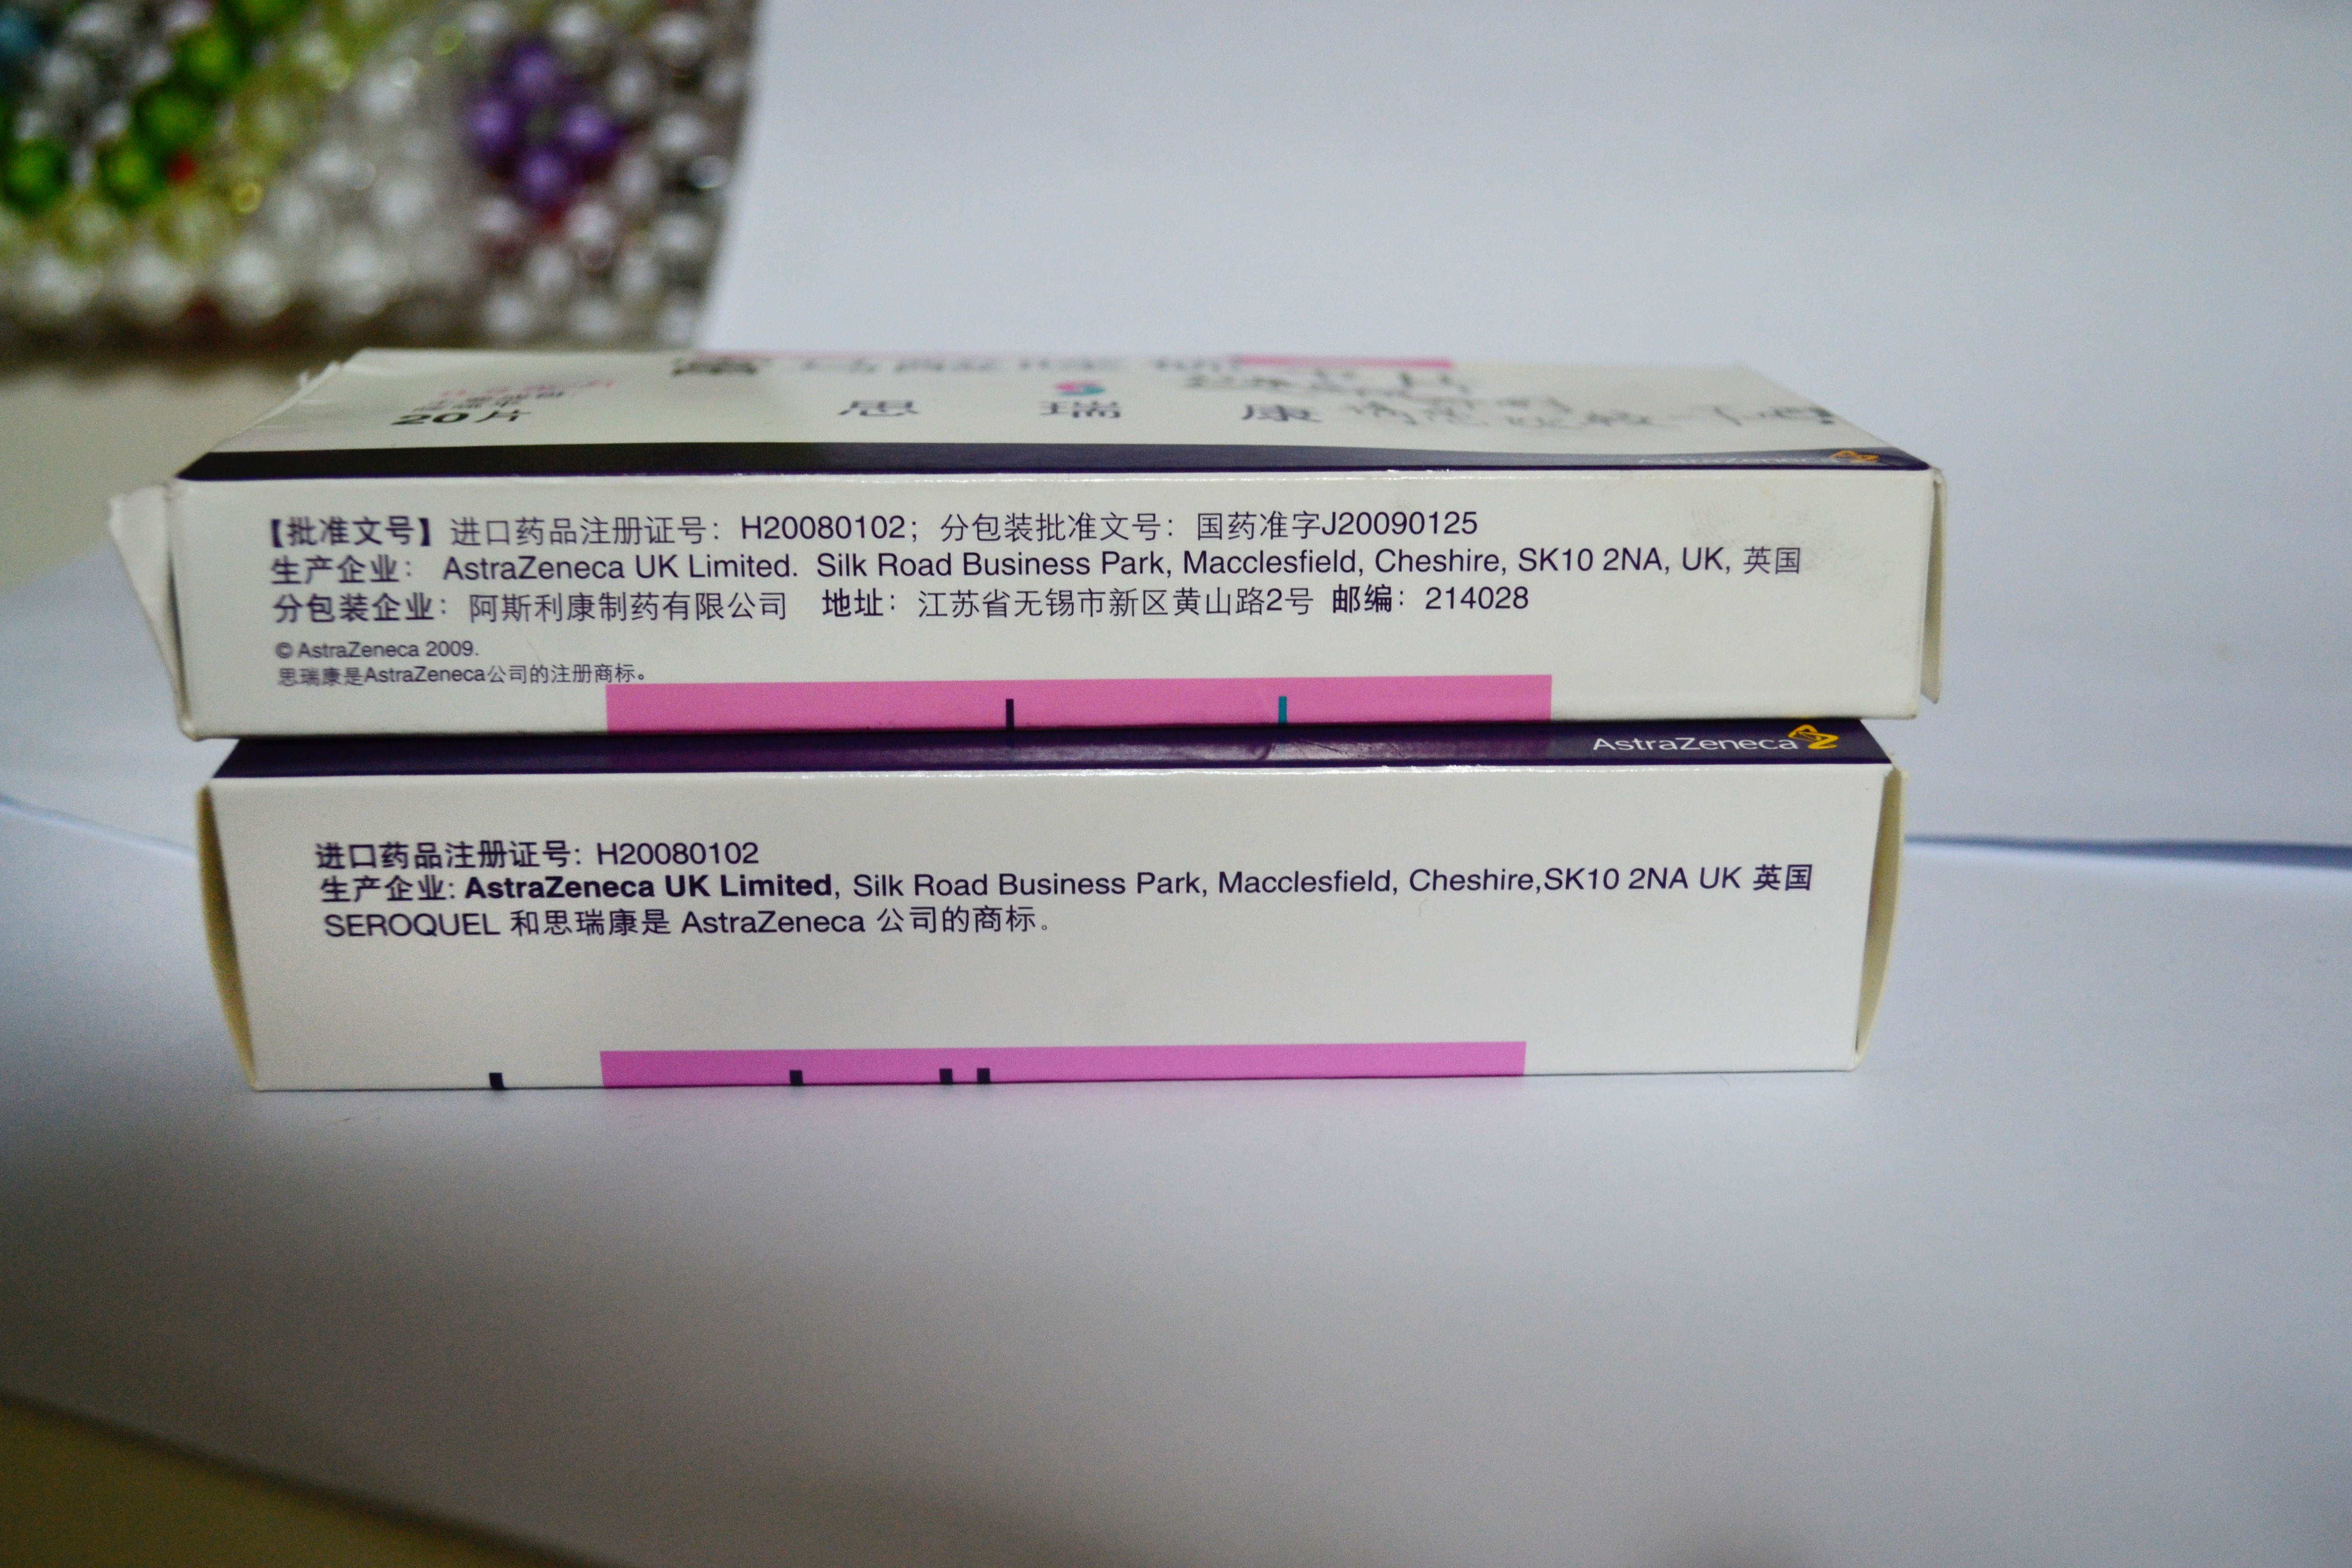 20片
思瑞康
AstraZeneca
【批准文号】进口药品注册证号：H20080102；分包装批准文号：国药准字J20090125
生产企业： AstraZeneca UK Limited. Silk Road Business Park, Macclesfield, Cheshire, SK10 2NA, UK, 英国
分包装企业：阿斯利康制药有限公司 地址：江苏省无锡市新区黄山路2号 邮编：214028
© AstraZeneca 2009.
思瑞康是AstraZeneca公司的注册商标。
AstraZeneca
进口药品注册证号: H20080102
生产企业: AstraZeneca UK Limited, Silk Road Business Park, Macclesfield, Cheshire,SK10 2NA UK 英国
SEROQUEL 和思瑞康是 AstraZeneca 公司的商标。